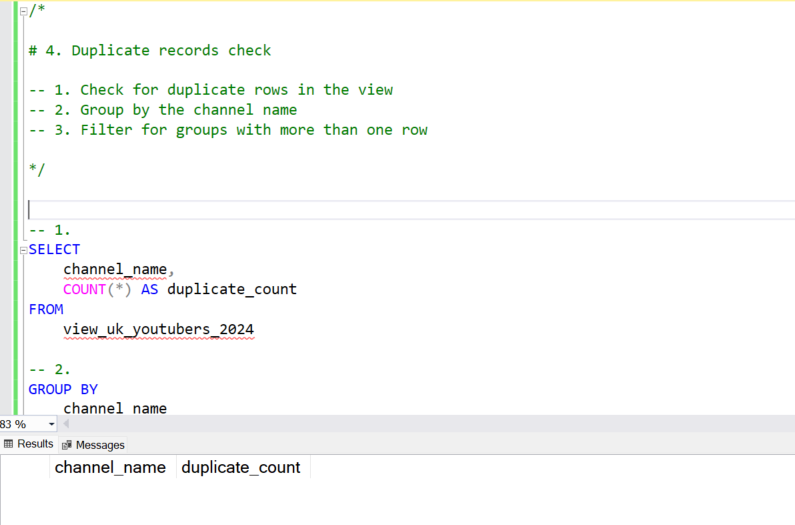 /*
# 4. Duplicate records check
-- 1. Check for duplicate rows in the view
-- 2. Group by the channel name
-- 3. Filter for groups with more than one row
*/
-- 1.
SELECT
channel_name,
COUNT(*) AS duplicate_count
FROM
view_uk_youtubers_2024
-- 2.
GROUP BY
channel_name
83 %
Results Messages
channel_name duplicate_count